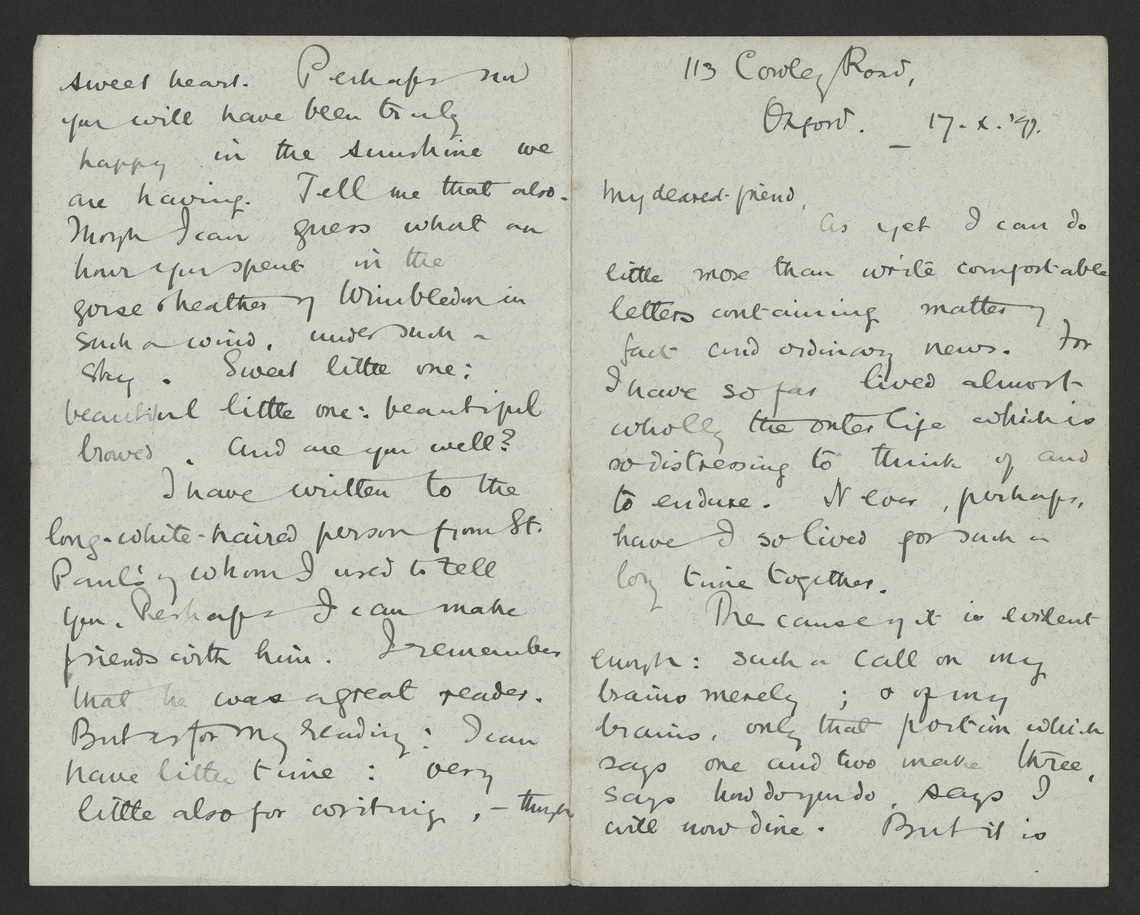 113 Cowley Road,
Oxford. 17. x. '97.
My dearest friend,
As yet I can do
little more than write comfortable
letters containing matter of
fact and ordinary news. For
I have so far lived almost
wholly the outer life which is
so distressing to think of and
to endure. Never, perhaps,
have I so lived for such a
long time together.
The cause of it is evident
enough: such a call on my
brains merely; & of my
brains, only that portion which
says one and two make three,
says how do you do, says I
will now dine. But it is
sweet heart. Perhaps now
you will have been truly
happy in the sunshine we
are having. Tell me that also.
Though I can guess what an
hour you spent in the
gorse & heather of Wimbledon in
such a wind, under such a
sky. Sweet little one:
beautiful little one: beautiful
browed. And are you well?
I have written to the
long-white-haired person from St.
Paul's of whom I used to tell
you. Perhaps I can make
friends with him. I remember
that he was a great reader.
But as for my reading: I can
have little time: very
little also for writing, — though